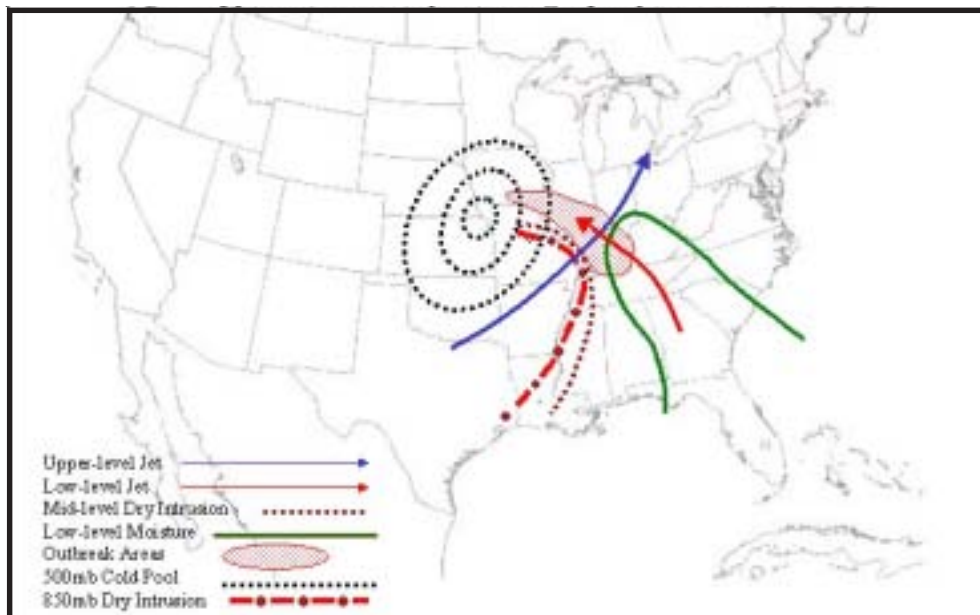 Upper-level Jet
Low-level Jet
Mid-level Dry Intrusion
Low-level Moisture
Outbreak Areas
500mb Cold Pool
850mb Dry Intrusion